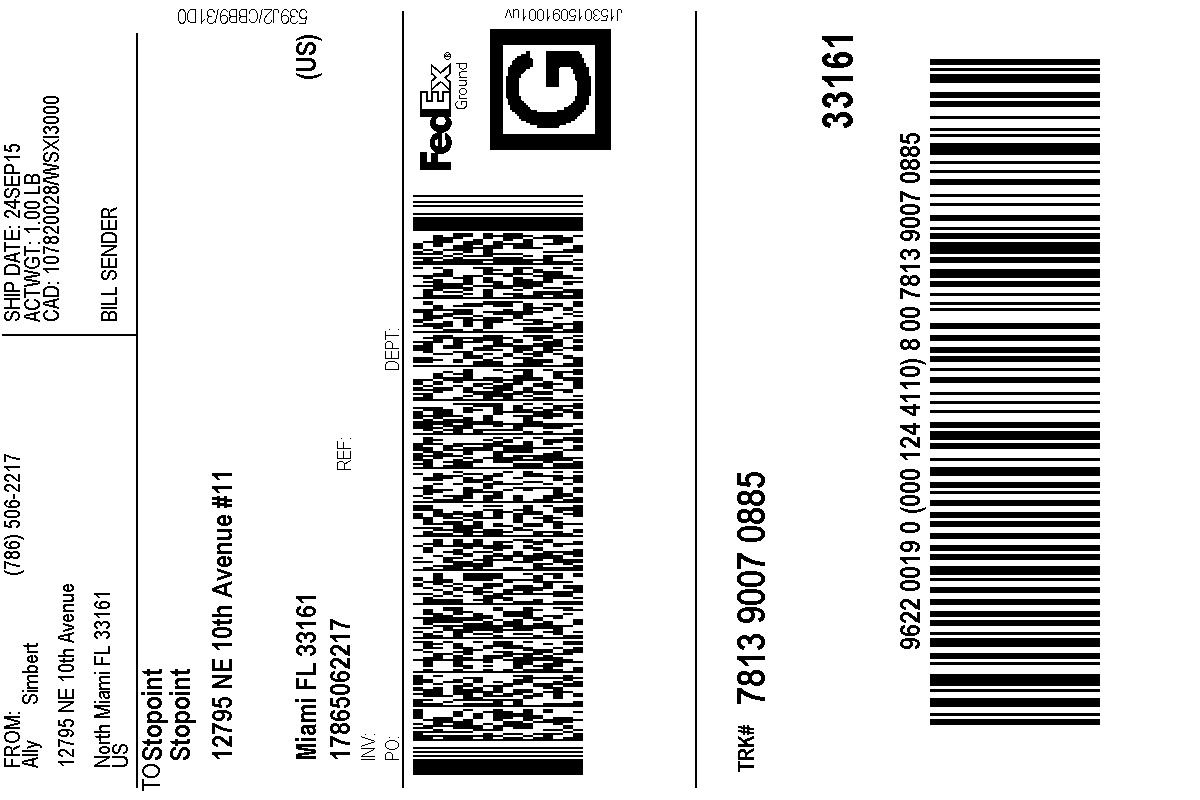 FROM: (786) 506-2217
Ally Simbert
12795 NE 10th Avenue
North Miami FL 33161
US
SHIP DATE: 24SEP15
ACTWGT: 1.00 LB
CAD: 107820028/WSXI3000
BILL SENDER
TO Stopoint
Stopoint
12795 NE 10th Avenue #11
Miami FL 33161
(US)
17865062217
REF:
INV:
PO: DEPT:
539J2/CBB9/31D0
FedEx®
Ground
G
J153015091001uv
TRK# 7813 9007 0885
33161
9622 0019 0 (000 124 4110) 8 00 7813 9007 0885